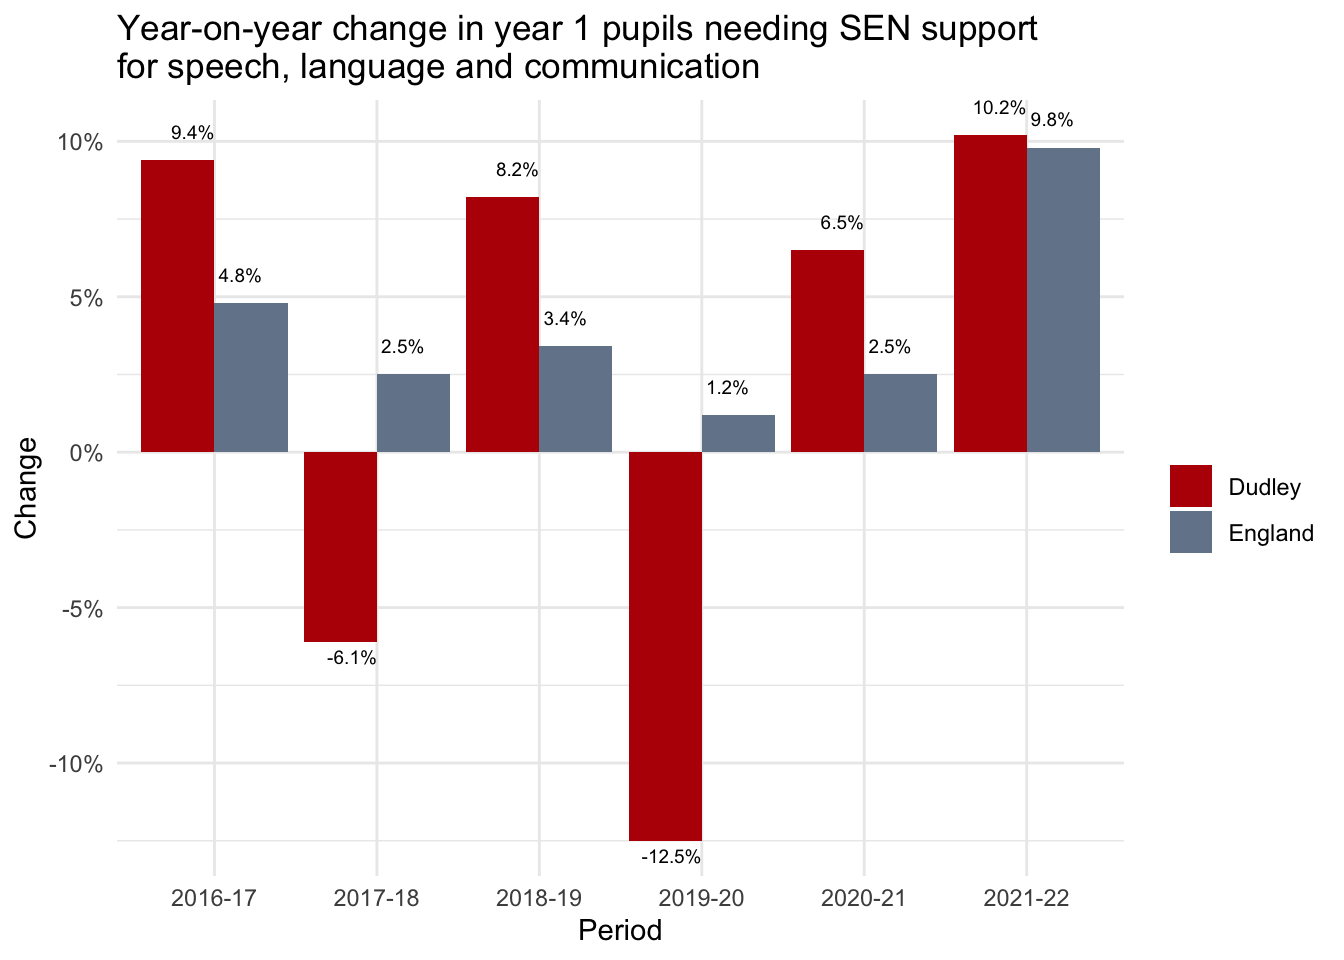 Year-on-year change in year 1 pupils needing SEN support
for speech, language and communication
10.2%
9.8%
9.4%
10%
8.2%
6.5%
4.8%
5%
3.4%
2.5%
2.5%
1.2%
0%
Change
Dudley
England
-5%
-6.1%
-10%
-12.5%
2016-17 2017-18 2018-19 2019-20 2020-21 2021-22
Period